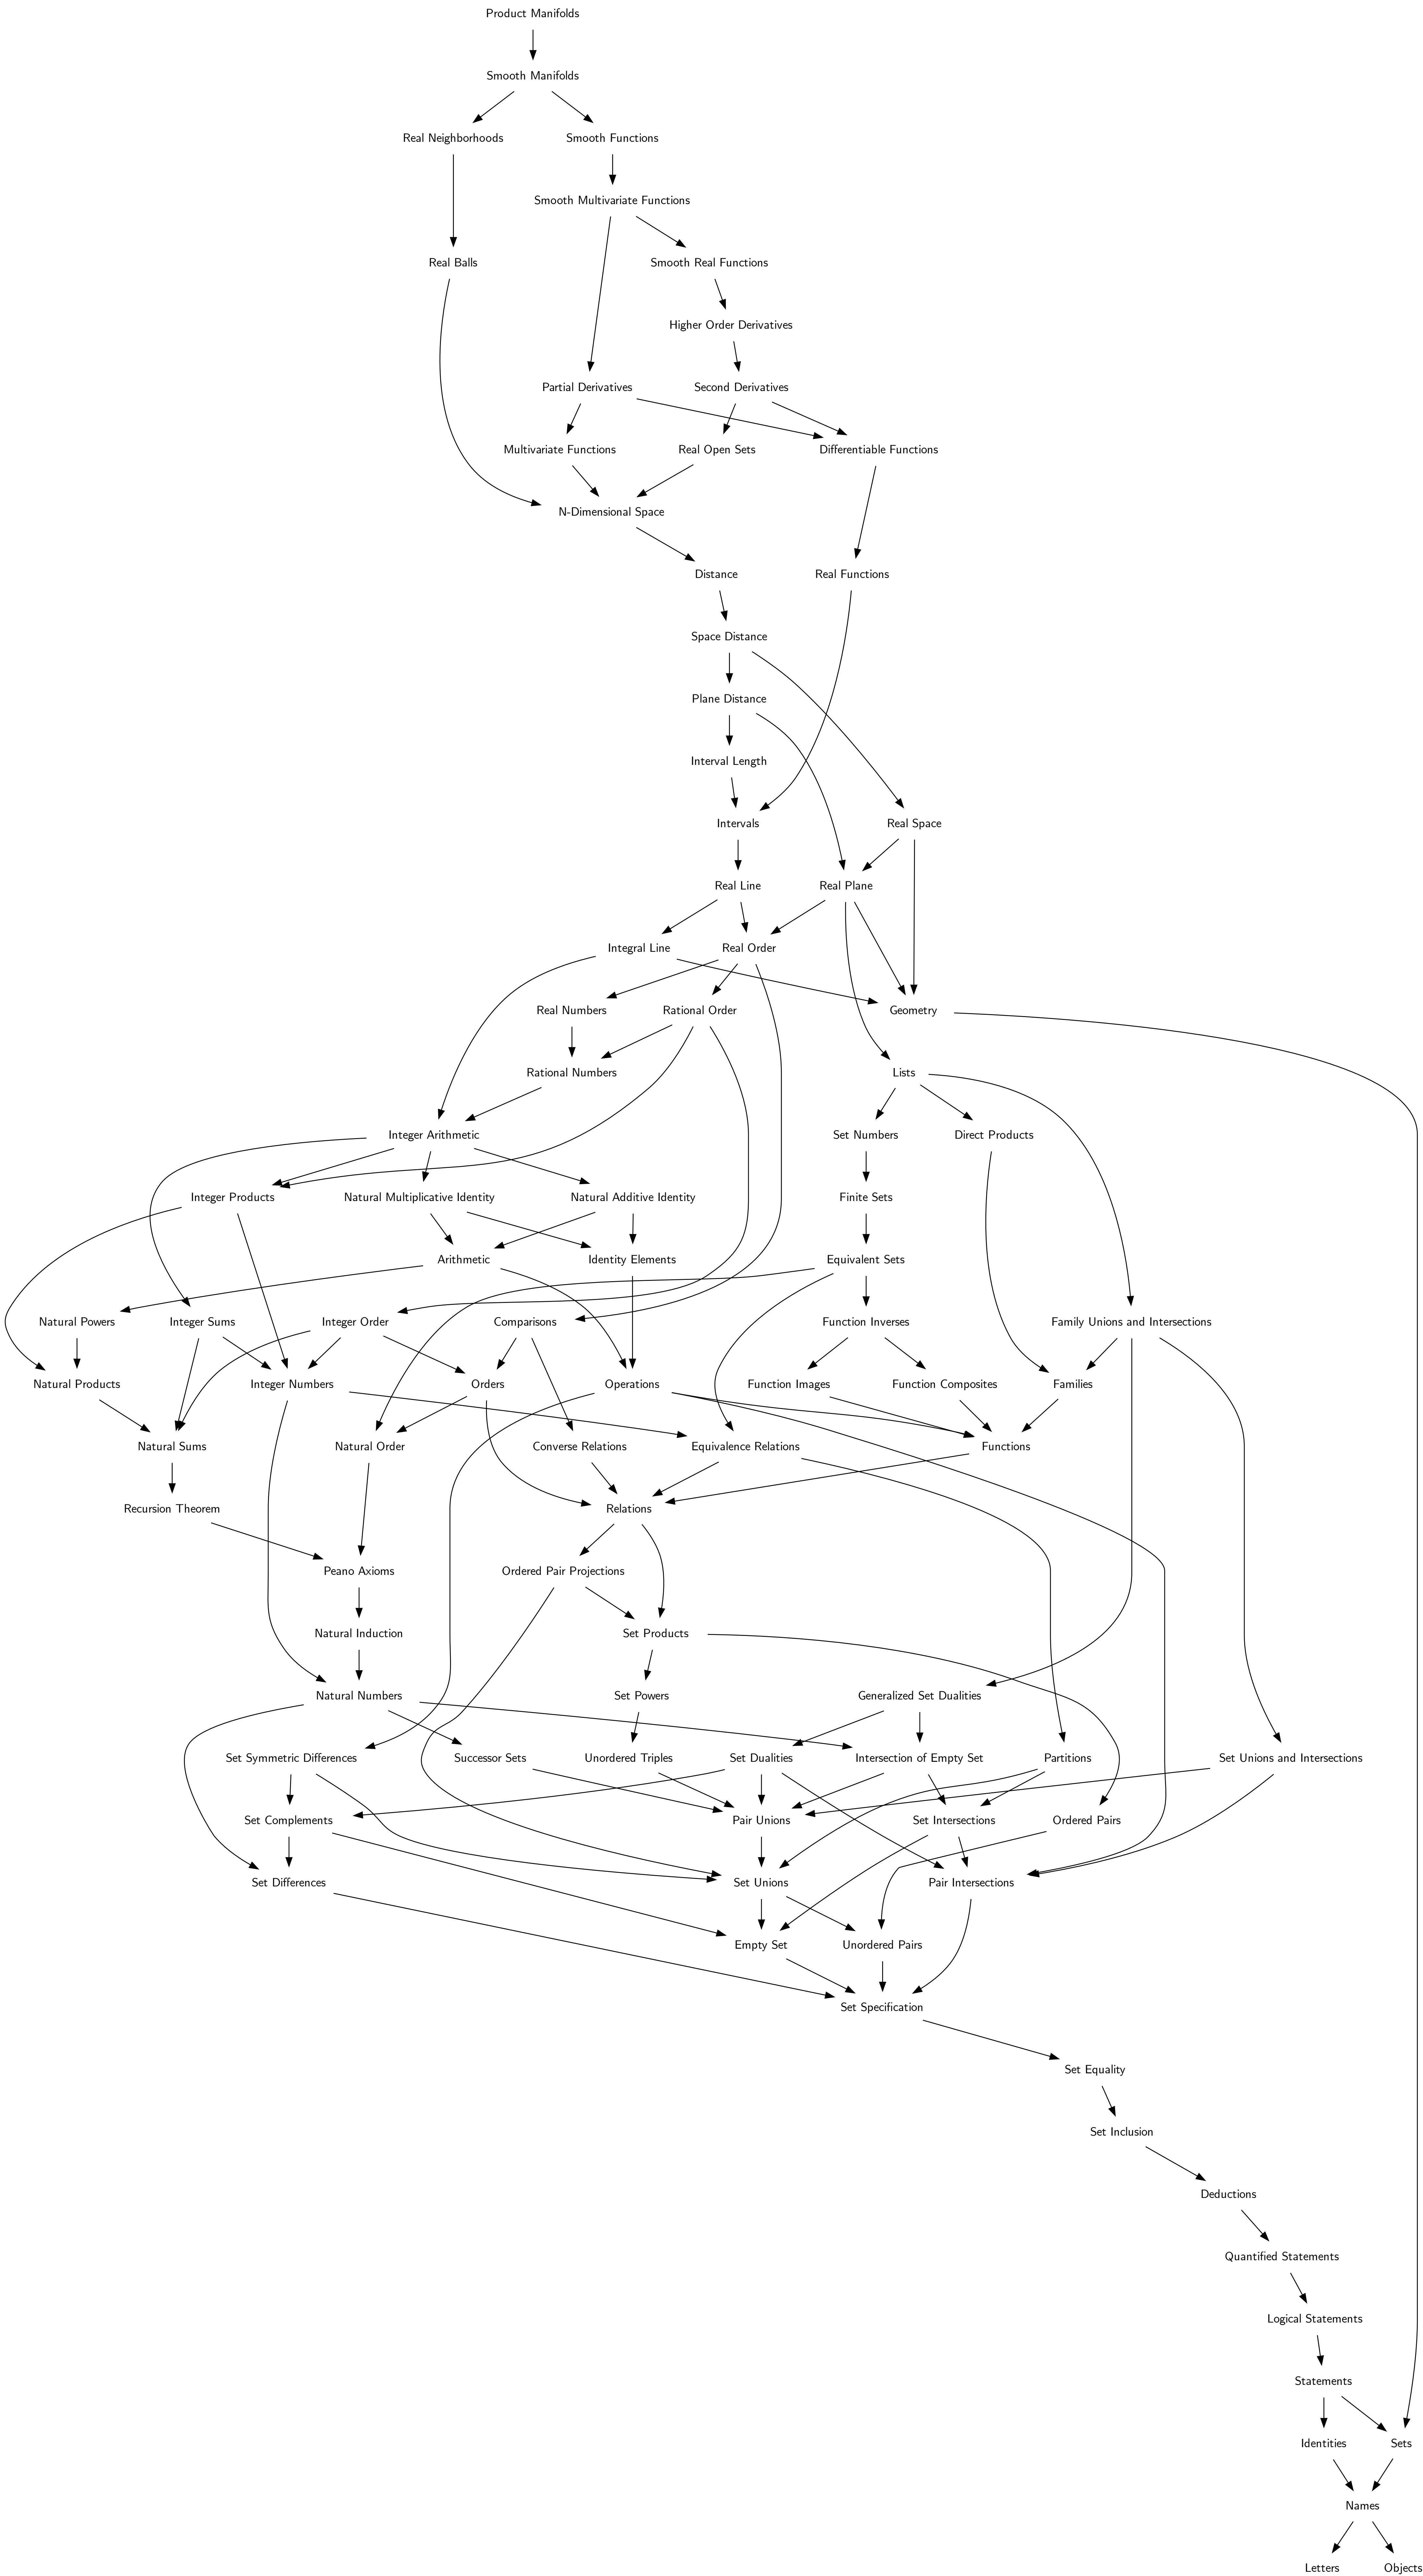 Product Manifolds
Smooth Manifolds
Real Neighborhoods
Smooth Functions
Smooth Multivariate Functions
Real Balls
Smooth Real Functions
Higher Order Derivatives
Partial Derivatives
Second Derivatives
Multivariate Functions
Real Open Sets
Differentiable Functions
N-Dimensional Space
Distance
Real Functions
Space Distance
Plane Distance
Interval Length
Intervals
Real Space
Real Line
Real Plane
Integral Line
Real Order
Real Numbers
Rational Order
Geometry
Rational Numbers
Lists
Integer Arithmetic
Set Numbers
Direct Products
Integer Products
Natural Multiplicative Identity
Natural Additive Identity
Finite Sets
Arithmetic
Identity Elements
Equivalent Sets
Natural Powers
Integer Sums
Integer Order
Comparisons
Function Inverses
Family Unions and Intersections
Natural Products
Integer Numbers
Orders
Operations
Function Images
Function Composites
Families
Natural Sums
Natural Order
Converse Relations
Equivalence Relations
Functions
Recursion Theorem
Relations
Peano Axioms
Ordered Pair Projections
Natural Induction
Set Products
Natural Numbers
Set Powers
Generalized Set Dualities
Set Symmetric Differences
Successor Sets
Unordered Triples
Set Dualities
Intersection of Empty Set
Partitions
Set Unions and Intersections
Set Complements
Pair Unions
Set Intersections
Ordered Pairs
Set Differences
Set Unions
Pair Intersections
Empty Set
Unordered Pairs
Set Specification
Set Equality
Set Inclusion
Deductions
Quantified Statements
Logical Statements
Statements
Identities
Sets
Names
Letters
Objects